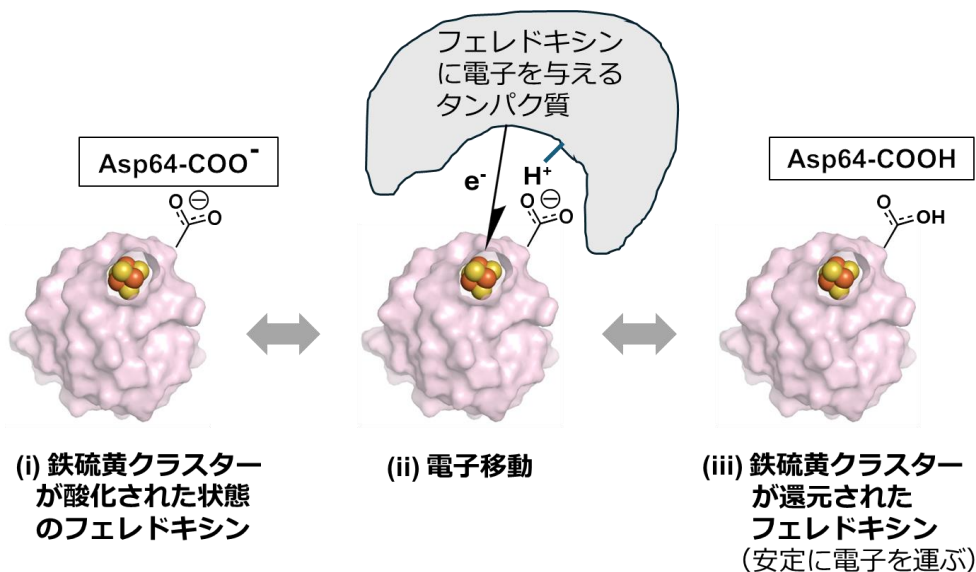 フェレドキシン
に電子を与える
タンパク質
Asp64-COO⁻
O
⊖
O
e⁻
H⁺
O
⊖
O
Asp64-COOH
O
OH
(i) 鉄硫黄クラスター
が酸化された状態
のフェレドキシン
(ii) 電子移動
(iii) 鉄硫黄クラスター
が還元された
フェレドキシン
(安定に電子を運ぶ)